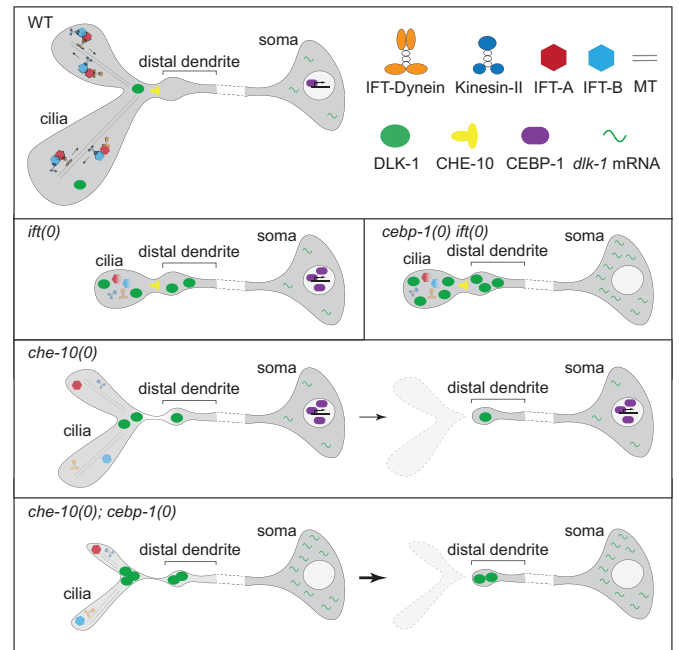 WT
distal dendrite
soma
cilia
IFT-Dynein Kinesin-II IFT-A IFT-B MT
DLK-1 CHE-10 CEBP-1 dlk-1 mRNA
ift(0)
cilia
distal dendrite
soma
cebp-1(0) ift(0)
cilia
distal dendrite
soma
che-10(0)
distal dendrite
soma
cilia
distal dendrite
soma
che-10(0); cebp-1(0)
distal dendrite
soma
cilia
distal dendrite
soma